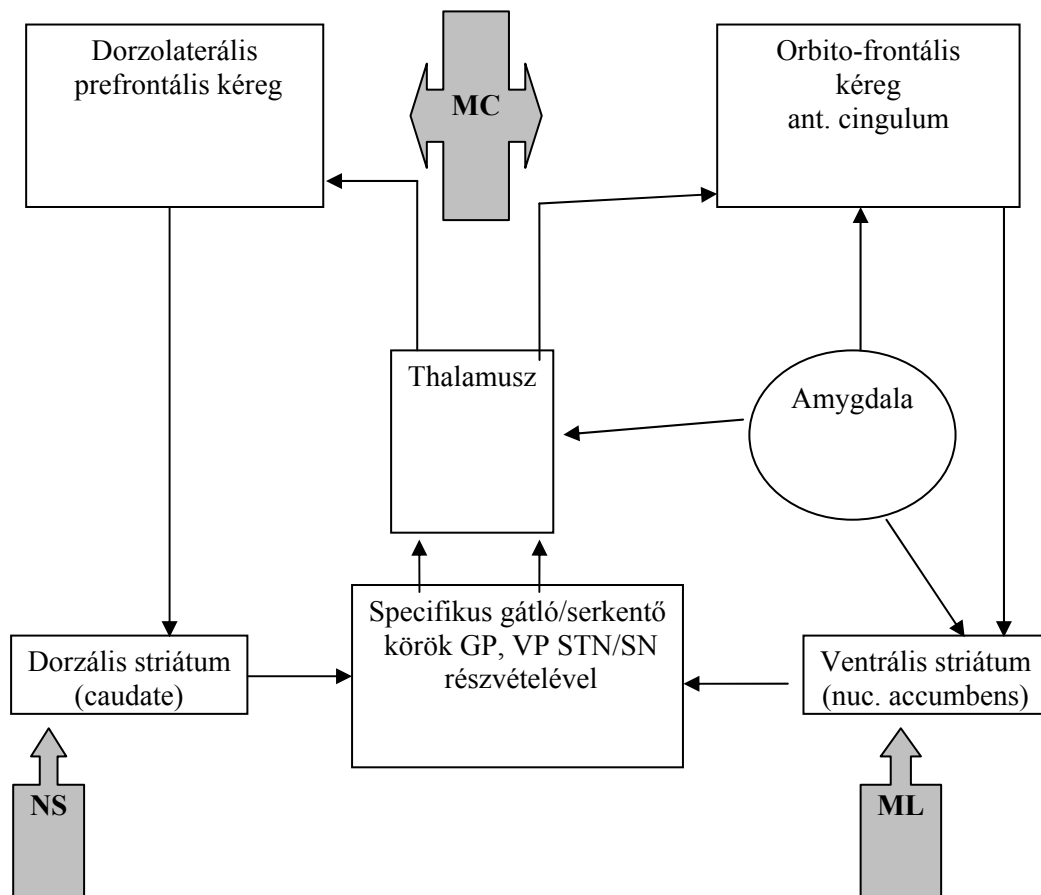 Dorzolaterális
prefrontális kéreg
MC
Orbito-frontális
kéreg
ant. cingulum
Thalamusz
Amygdala
Specifikus gátló/serkentő
körök GP, VP STN/SN
részvételével
Dorzális striátum
(caudate)
Ventrális striátum
(nuc. accumbens)
NS
ML